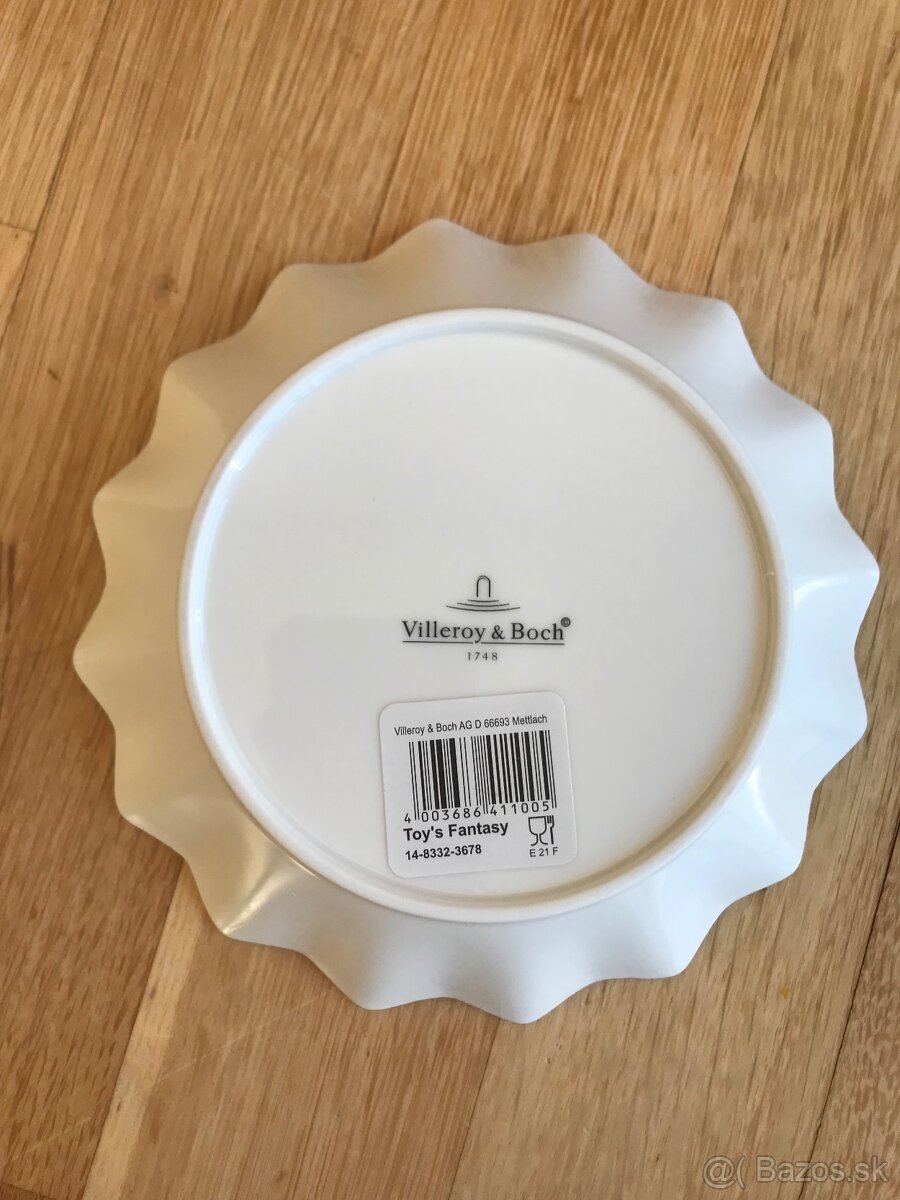 Villeroy & Boch©
1748
Villeroy & Boch AG D 66693 Mettlach
4 003686 411005
Toy's Fantasy
14-8332-3678
E 21 F
@( Bazos.sk